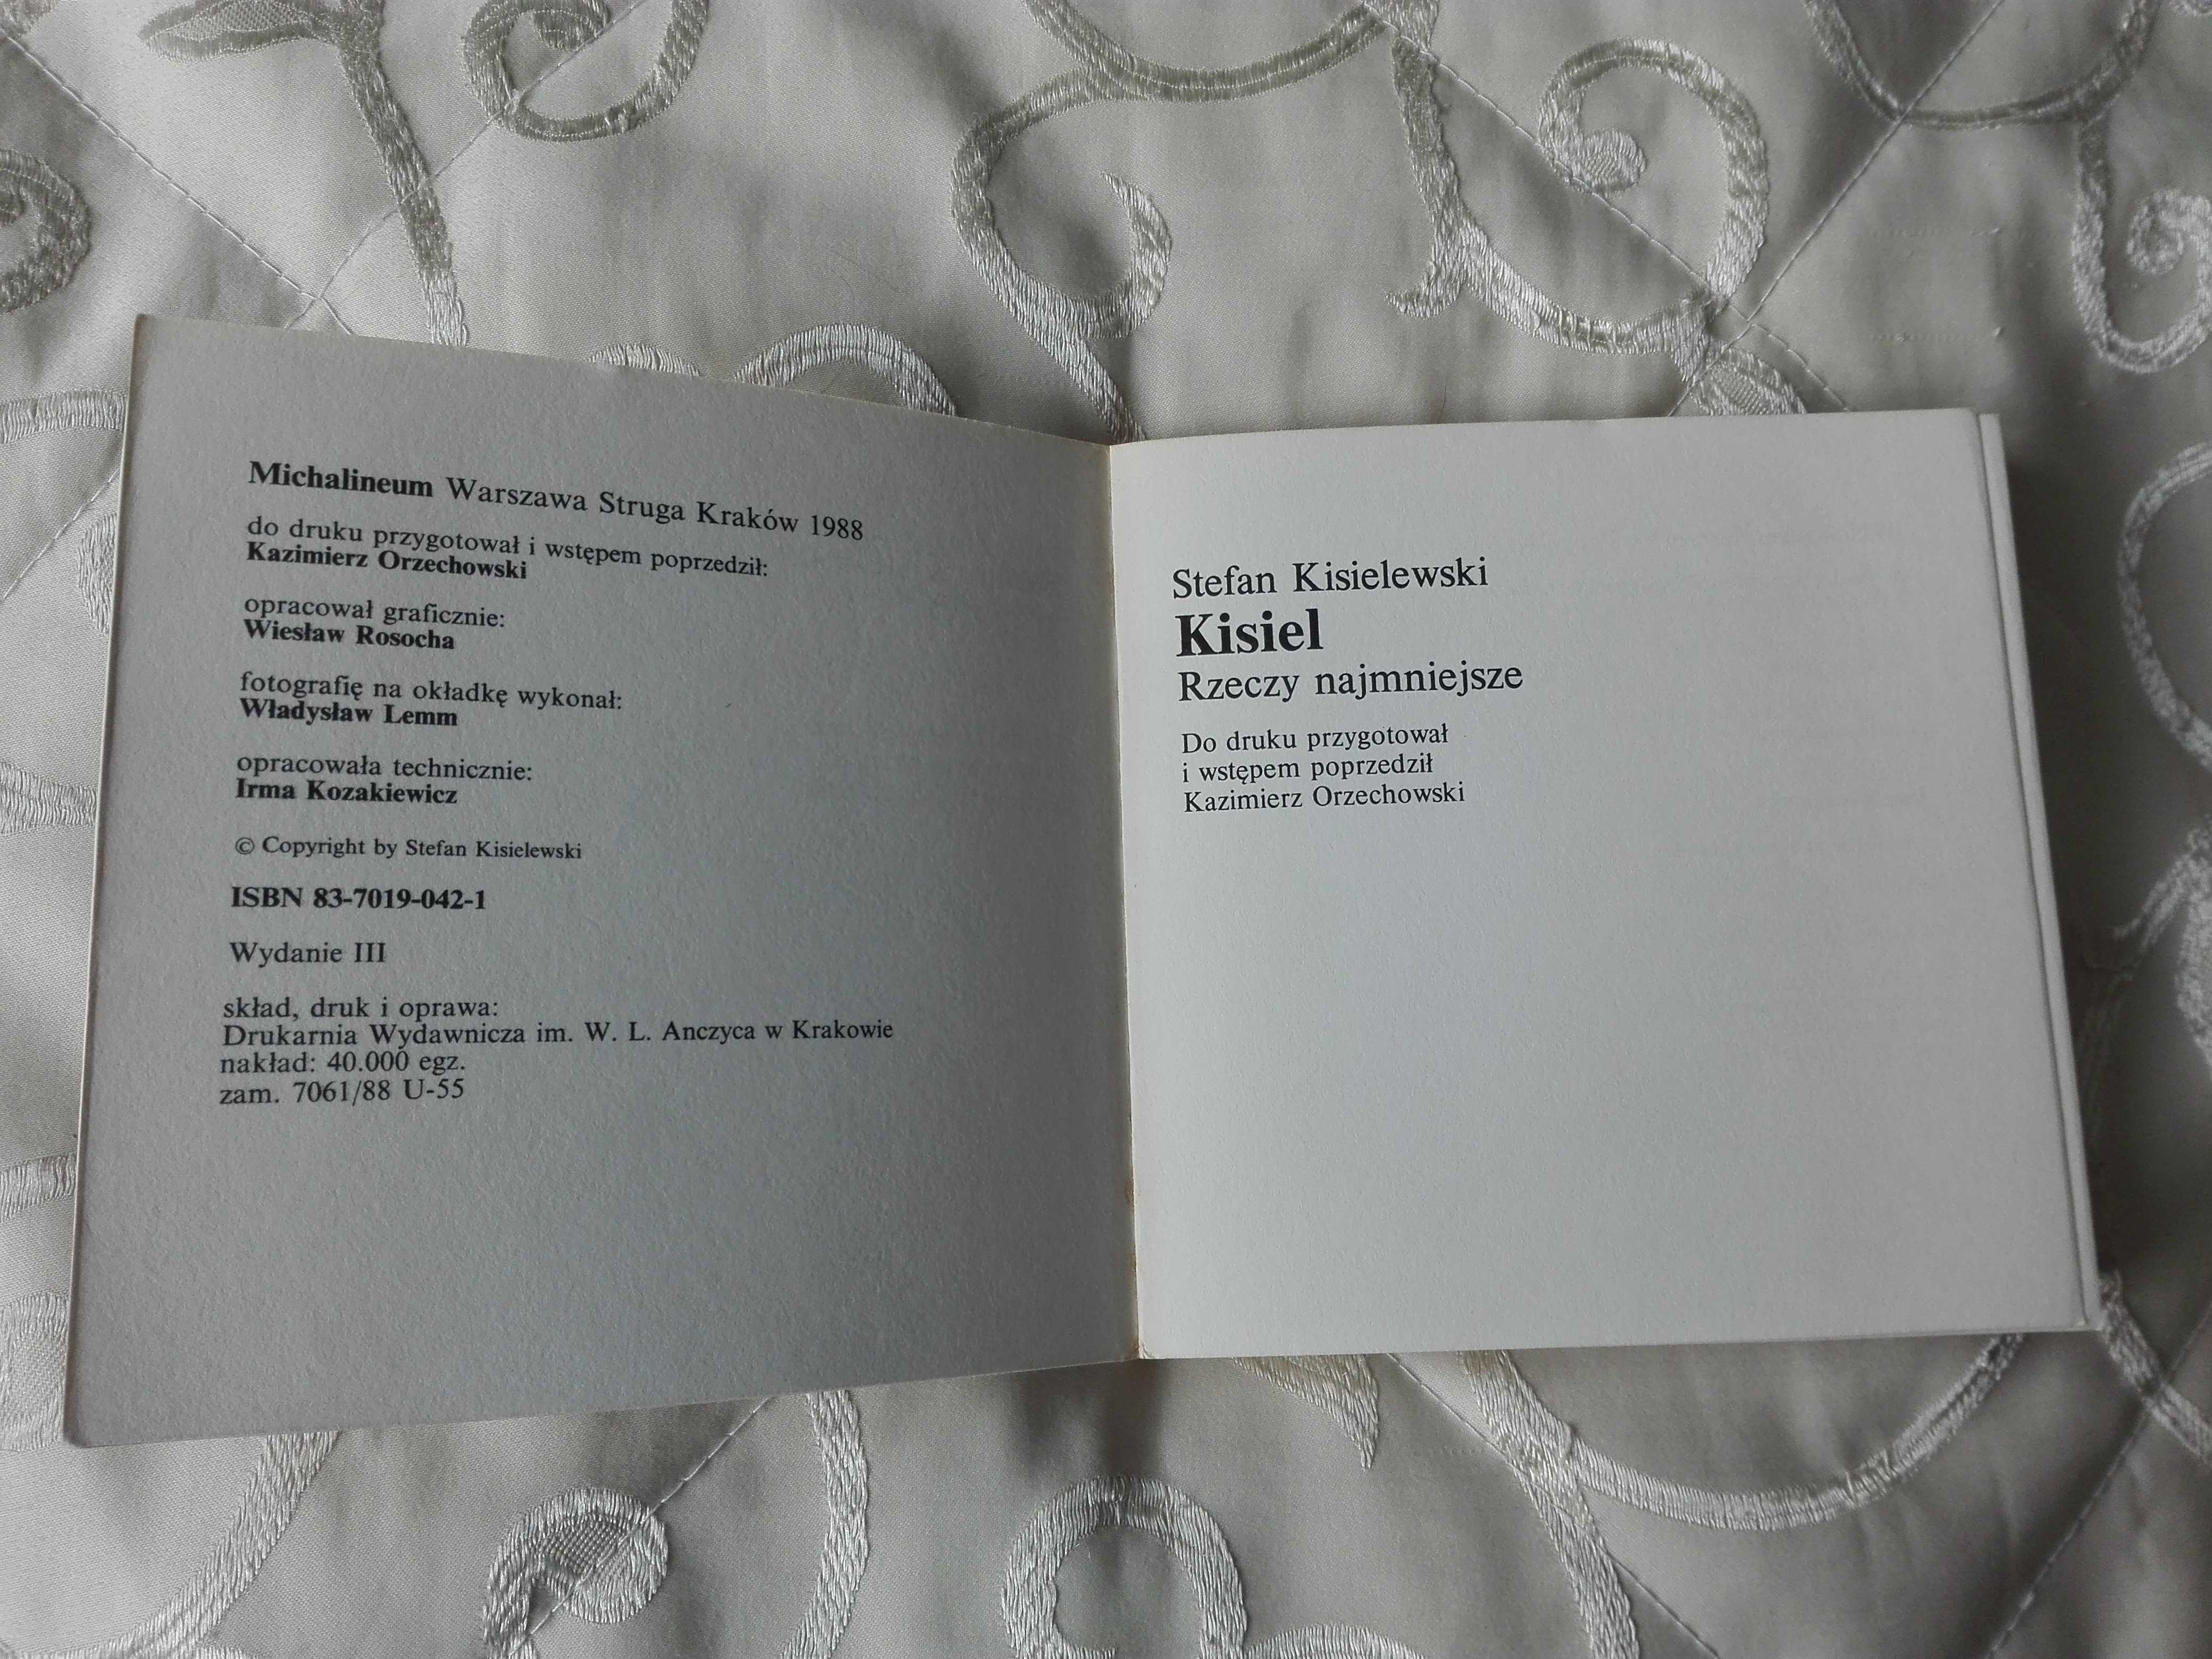 Michalineum Warszawa Struga Kraków 1988
do druku przygotował i wstępem poprzedził:
Kazimierz Orzechowski
opracował graficznie:
Wiesław Rosocha
fotografię na okładkę wykonał:
Władysław Lemm
opracowała technicznie:
Irma Kozakiewicz
© Copyright by Stefan Kisielewski
ISBN 83-7019-042-1
Wydanie III
skład, druk i oprawa:
Drukarnia Wydawnicza im. W. L. Anczyca w Krakowie
nakład: 40.000 egz.
zam. 7061/88 U-55
Stefan Kisielewski
Kisiel
Rzeczy najmniejsze
Do druku przygotował
i wstępem poprzedził
Kazimierz Orzechowski